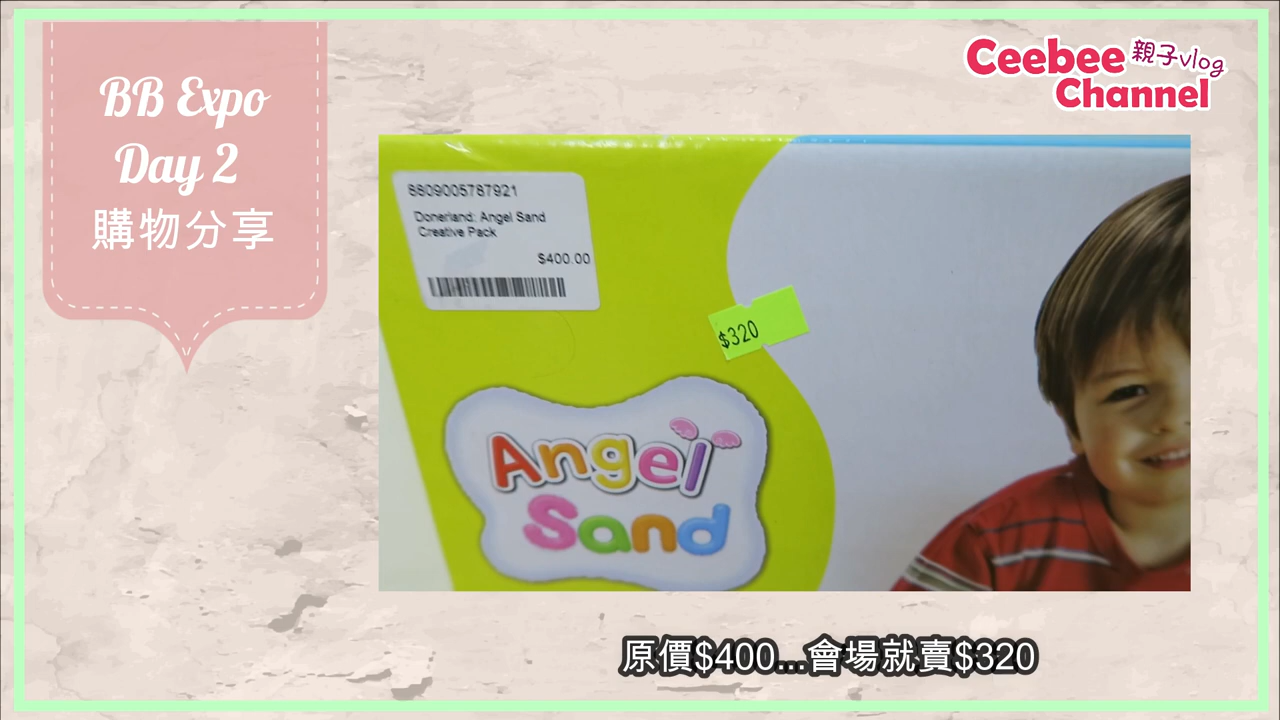 BB Expo
Day 2
購物分享
Ceebee 親子vlog
Channel
8809005787921
Donerland: Angel Sand
Creative Pack
$400.00
$320
Angel
Sand
原價$400...會場就賣$320